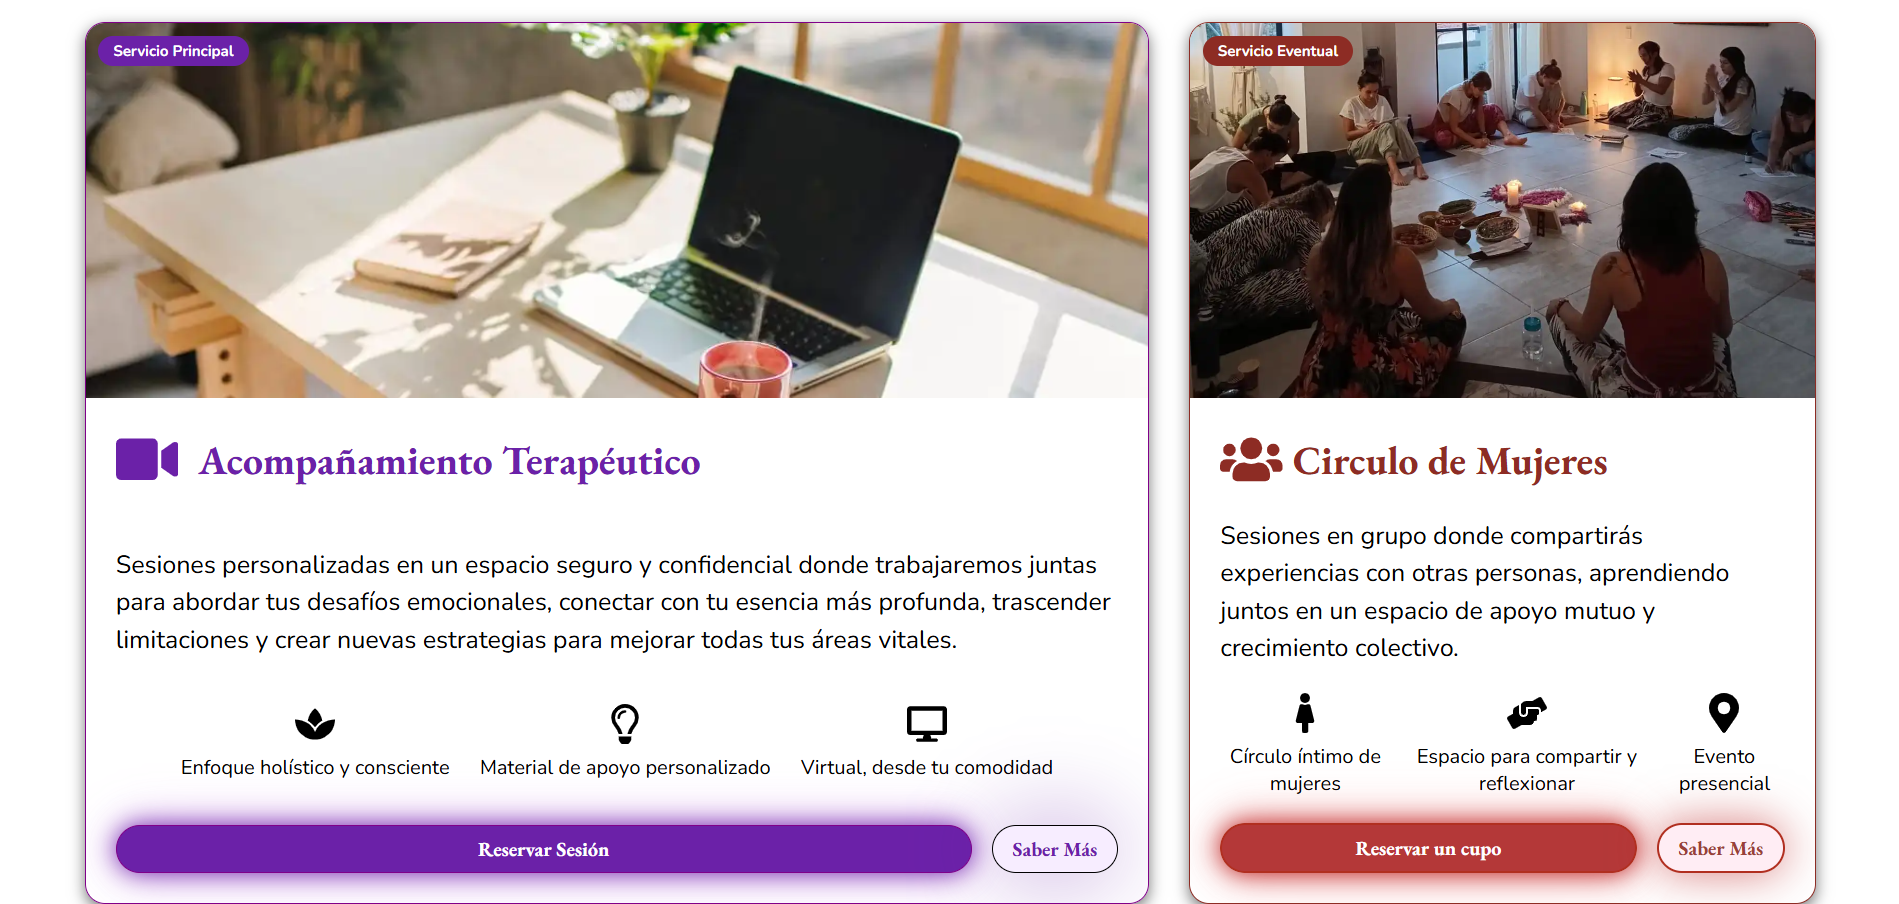 Servicio Principal
Acompañamiento Terapéutico
Sesiones personalizadas en un espacio seguro y confidencial donde trabajaremos juntas
para abordar tus desafíos emocionales, conectar con tu esencia más profunda, trascender
limitaciones y crear nuevas estrategias para mejorar todas tus áreas vitales.
Enfoque holístico y consciente
Material de apoyo personalizado
Virtual, desde tu comodidad
Reservar Sesión
Saber Más
Servicio Eventual
Circulo de Mujeres
Sesiones en grupo donde compartirás
experiencias con otras personas, aprendiendo
juntos en un espacio de apoyo mutuo y
crecimiento colectivo.
Círculo íntimo de
mujeres
Espacio para compartir y
reflexionar
Evento
presencial
Reservar un cupo
Saber Más